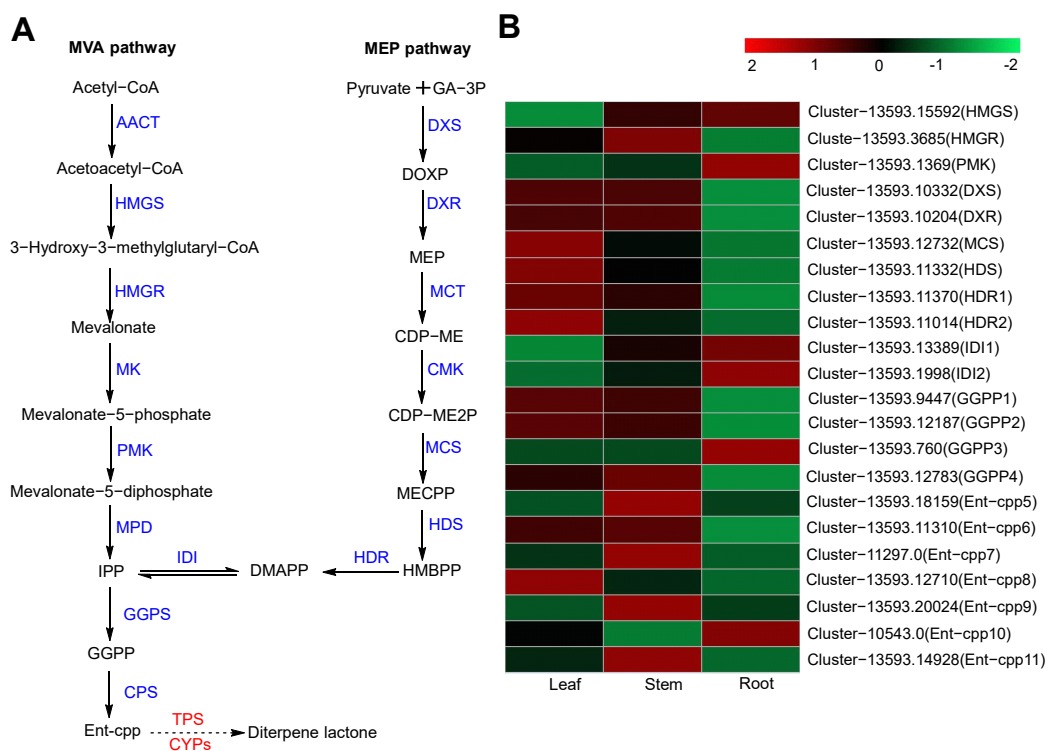 A
MVA pathway
MEP pathway
Acetyl−CoA
Pyruvate + GA−3P
AACT
DXS
Acetoacetyl−CoA
DOXP
HMGS
DXR
3−Hydroxy−3−methylglutaryl−CoA
MEP
HMGR
MCT
Mevalonate
CDP−ME
MK
CMK
Mevalonate−5−phosphate
CDP−ME2P
PMK
MCS
Mevalonate−5−diphosphate
MECPP
MPD
HDS
IDI
HDR
IPP
DMAPP
HMBPP
GGPS
GGPP
CPS
Ent-cpp
TPS
CYPs
Diterpene lactone
B
2 1 0 -1 -2
Cluster−13593.15592(HMGS)
Cluste−13593.3685(HMGR)
Cluster−13593.1369(PMK)
Cluster−13593.10332(DXS)
Cluster−13593.10204(DXR)
Cluster−13593.12732(MCS)
Cluster−13593.11332(HDS)
Cluster−13593.11370(HDR1)
Cluster−13593.11014(HDR2)
Cluster−13593.13389(IDI1)
Cluster−13593.1998(IDI2)
Cluster−13593.9447(GGPP1)
Cluster−13593.12187(GGPP2)
Cluster−13593.760(GGPP3)
Cluster−13593.12783(GGPP4)
Cluster−13593.18159(Ent−cpp5)
Cluster−13593.11310(Ent−cpp6)
Cluster−11297.0(Ent−cpp7)
Cluster−13593.12710(Ent−cpp8)
Cluster−13593.20024(Ent−cpp9)
Cluster−10543.0(Ent−cpp10)
Cluster−13593.14928(Ent−cpp11)
Leaf Stem Root